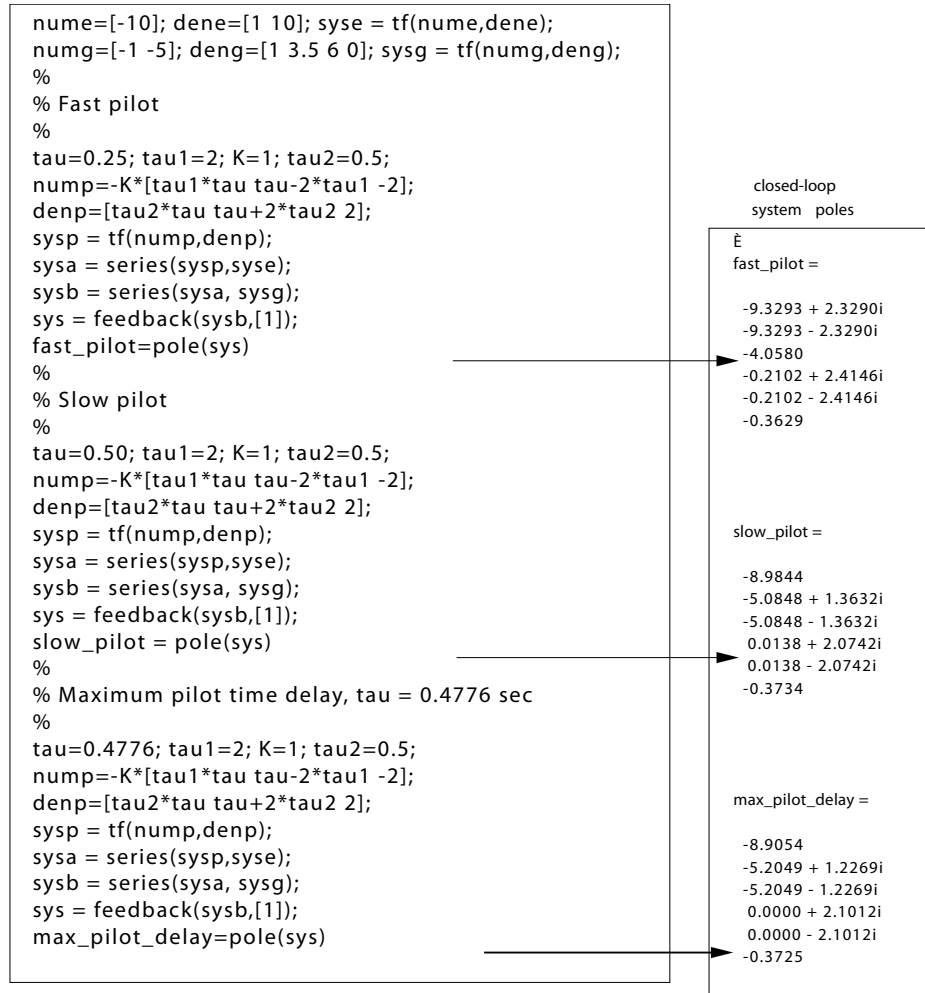 nume=[-10]; dene=[1 10]; syse = tf(nume,dene);
numg=[-1 -5]; deng=[1 3.5 6 0]; sysg = tf(numg,deng);
%
% Fast pilot
%
tau=0.25; tau1=2; K=1; tau2=0.5;
nump=-K*[tau1*tau tau-2*tau1 -2];
denp=[tau2*tau tau+2*tau2 2];
sysp = tf(nump,denp);
sysa = series(sysp,syse);
sysb = series(sysa, sysg);
sys = feedback(sysb,[1]);
fast_pilot=pole(sys)
%
% Slow pilot
%
tau=0.50; tau1=2; K=1; tau2=0.5;
nump=-K*[tau1*tau tau-2*tau1 -2];
denp=[tau2*tau tau+2*tau2 2];
sysp = tf(nump,denp);
sysa = series(sysp,syse);
sysb = series(sysa, sysg);
sys = feedback(sysb,[1]);
slow_pilot = pole(sys)
%
% Maximum pilot time delay, tau = 0.4776 sec
%
tau=0.4776; tau1=2; K=1; tau2=0.5;
nump=-K*[tau1*tau tau-2*tau1 -2];
denp=[tau2*tau tau+2*tau2 2];
sysp = tf(nump,denp);
sysa = series(sysp,syse);
sysb = series(sysa, sysg);
sys = feedback(sysb,[1]);
max_pilot_delay=pole(sys)
closed-loop
system poles
È
fast_pilot =
-9.3293 + 2.3290i
-9.3293 - 2.3290i
-4.0580
-0.2102 + 2.4146i
-0.2102 - 2.4146i
-0.3629
slow_pilot =
-8.9844
-5.0848 + 1.3632i
-5.0848 - 1.3632i
0.0138 + 2.0742i
0.0138 - 2.0742i
-0.3734
max_pilot_delay =
-8.9054
-5.2049 + 1.2269i
-5.2049 - 1.2269i
0.0000 + 2.1012i
0.0000 - 2.1012i
-0.3725